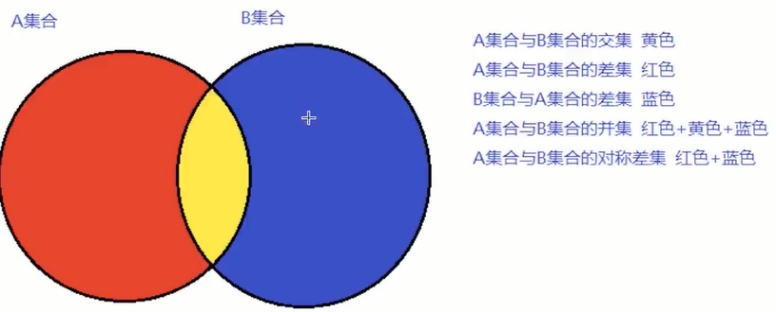 A集合
B集合
A集合与B集合的交集 黄色
A集合与B集合的差集 红色
B集合与A集合的差集 蓝色
A集合与B集合的并集 红色+黄色+蓝色
A集合与B集合的对称差集 红色+蓝色